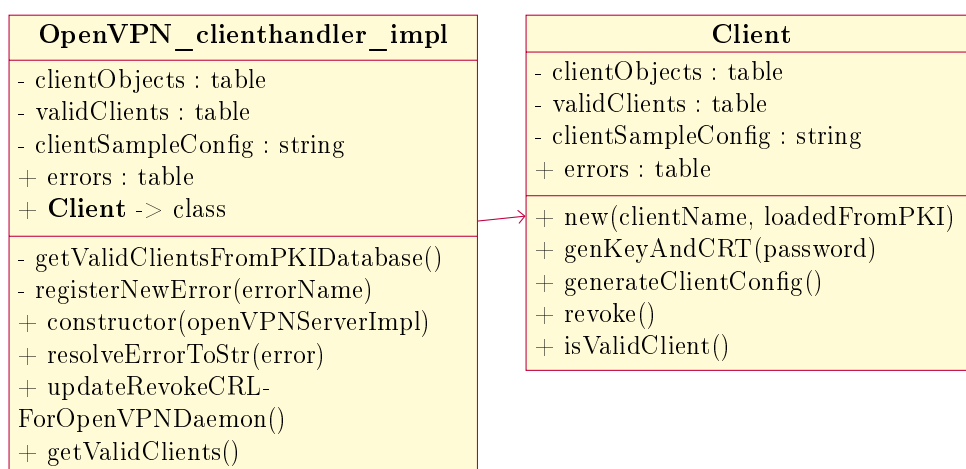 OpenVPN_clienthandler_impl
- clientObjects : table
- validClients : table
- clientSampleConfig : string
+ errors : table
+ Client -> class
- getValidClientsFromPKIDatabase()
- registerNewError(errorName)
+ constructor(openVPNServerImpl)
+ resolveErrorToStr(error)
+ updateRevokeCRL-
ForOpenVPNDaemon()
+ getValidClients()
Client
- clientObjects : table
- validClients : table
- clientSampleConfig : string
+ errors : table
+ new(clientName, loadedFromPKI)
+ genKeyAndCRT(password)
+ generateClientConfig()
+ revoke()
+ isValidClient()